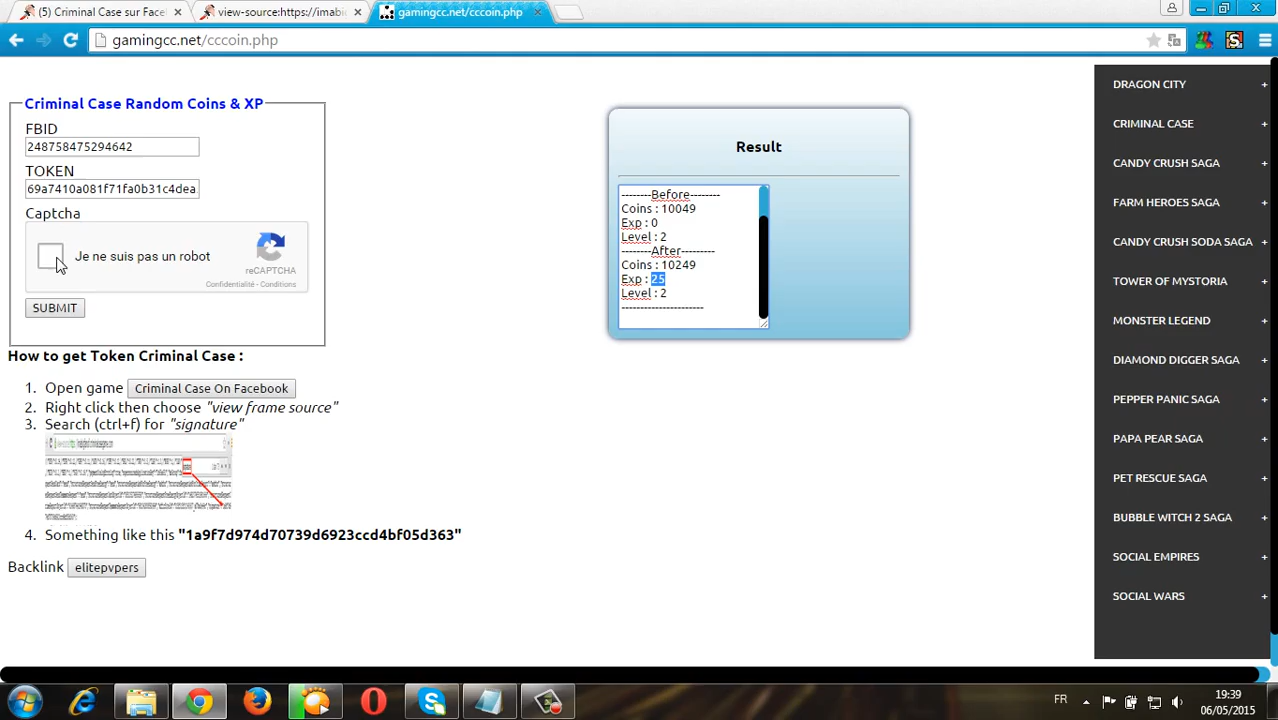 (5) Criminal Case sur Facel
view-source:https://imabi
gamingcc.net/cccoin.php
gamingcc.net/cccoin.php
Criminal Case Random Coins & XP
FBID
248758475294642
TOKEN
69a7410a081f71fa0b31c4dea
Captcha
Je ne suis pas un robot
reCAPTCHA
Confidentialité - Conditions
SUBMIT
Result
--------Before--------
Coins : 10049
Exp : 0
Level : 2
--------After---------
Coins : 10249
Exp : 25
Level : 2
----------------------
How to get Token Criminal Case :
1. Open game Criminal Case On Facebook
2. Right click then choose "view frame source"
3. Search (ctrl+f) for "signature"
4. Something like this "1a9f7d974d70739d6923ccd4bf05d363"
Backlink elitepvpers
DRAGON CITY +
CRIMINAL CASE +
CANDY CRUSH SAGA +
FARM HEROES SAGA +
CANDY CRUSH SODA SAGA +
TOWER OF MYSTORIA +
MONSTER LEGEND +
DIAMOND DIGGER SAGA +
PEPPER PANIC SAGA +
PAPA PEAR SAGA +
PET RESCUE SAGA +
BUBBLE WITCH 2 SAGA +
SOCIAL EMPIRES +
SOCIAL WARS +
FR
19:39
06/05/2015